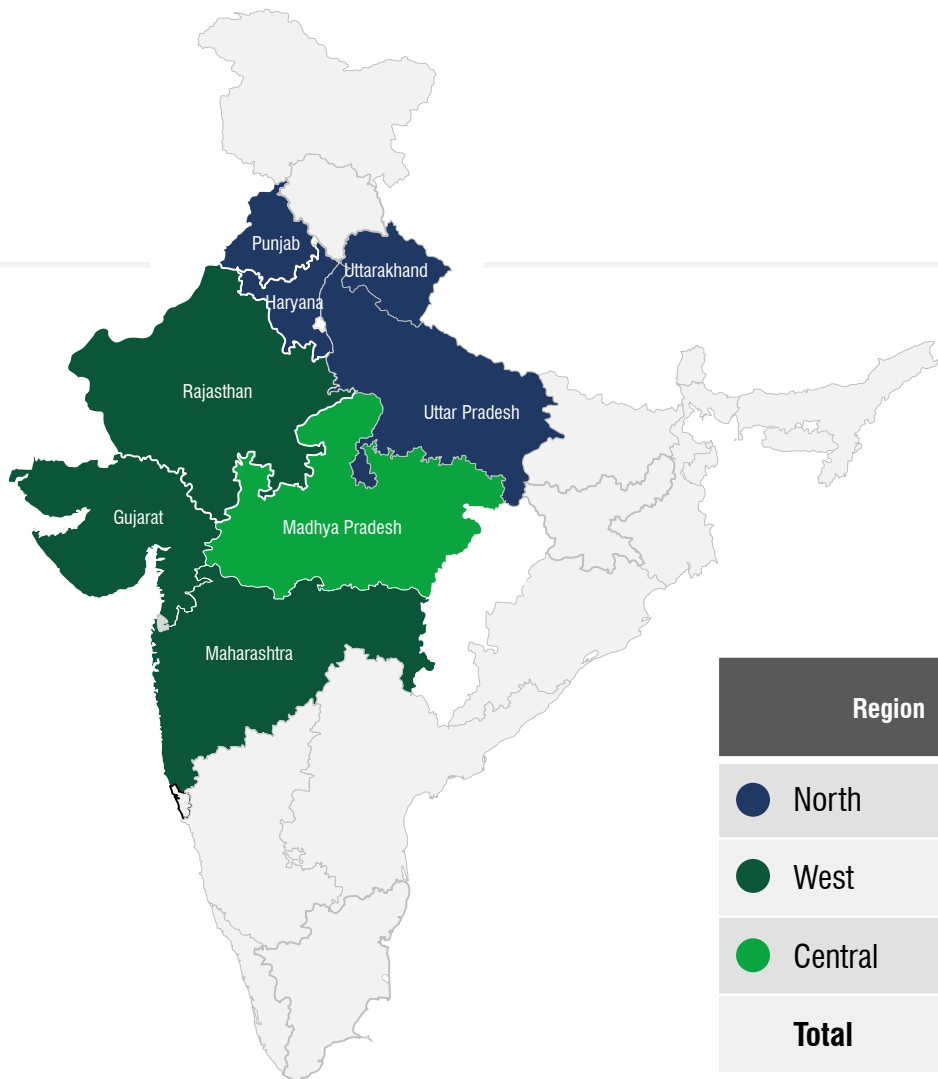 Punjab
Uttarakhand
Haryana
Rajasthan
Uttar Pradesh
Gujarat
Madhya Pradesh
Maharashtra
Region
North
West
Central
Total